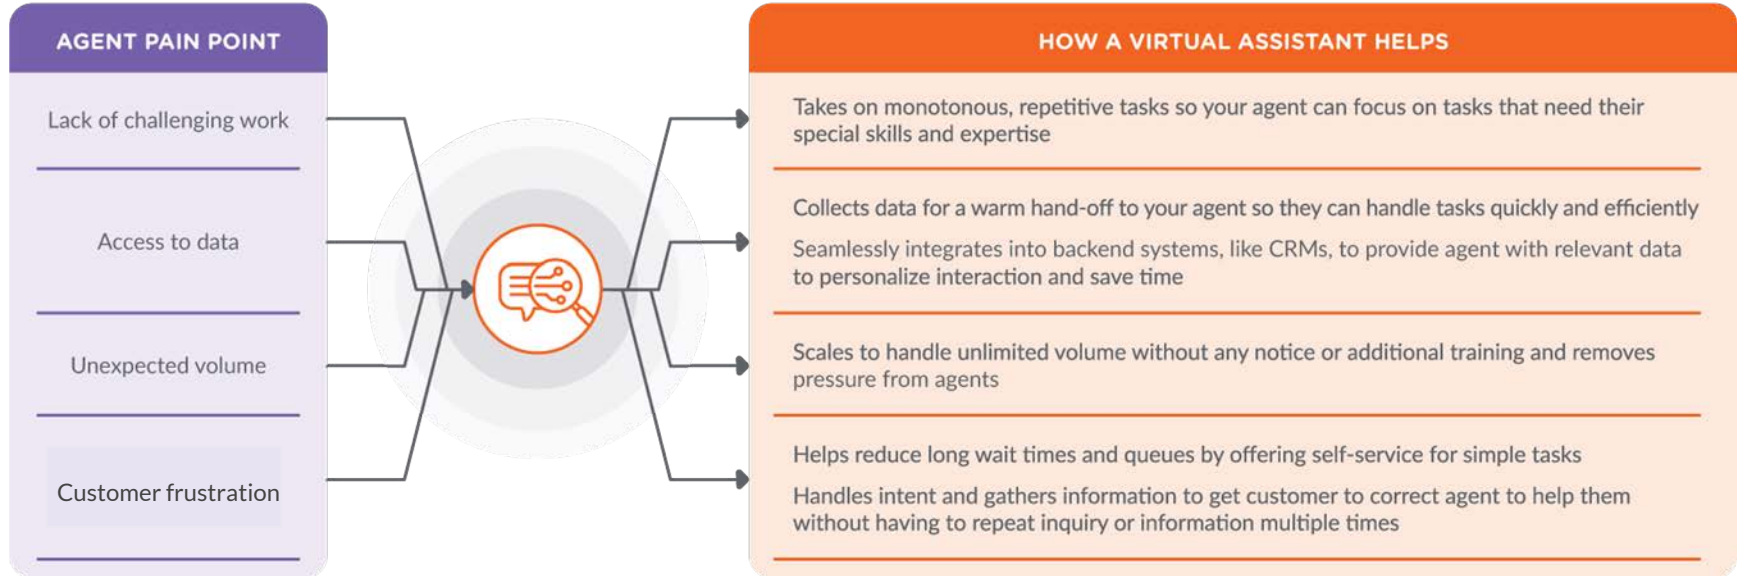 AGENT PAIN POINT
Lack of challenging work
Access to data
Unexpected volume
Customer frustration
HOW A VIRTUAL ASSISTANT HELPS
Takes on monotonous, repetitive tasks so your agent can focus on tasks that need their
special skills and expertise
Collects data for a warm hand-off to your agent so they can handle tasks quickly and efficiently
Seamlessly integrates into backend systems, like CRMs, to provide agent with relevant data
to personalize interaction and save time
Scales to handle unlimited volume without any notice or additional training and removes
pressure from agents
Helps reduce long wait times and queues by offering self-service for simple tasks
Handles intent and gathers information to get customer to correct agent to help them
without having to repeat inquiry or information multiple times